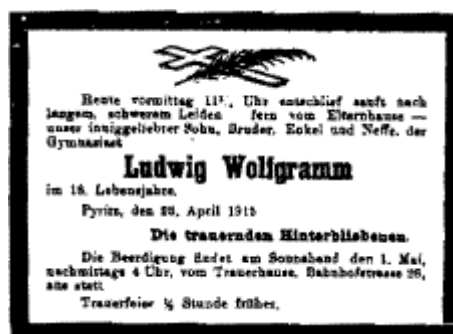 Heute vormittag 11½ Uhr entschlief sanft nach
langem, schwerem Leiden fern vom Elternhause —
unser inniggeliebter Sohn, Bruder, Enkel und Neffe, der
Gymnasiast
Ludwig Wolfgramm
im 18. Lebensjahre.
Pyritz, den 28. April 1915
Die trauernden Hinterbliebenen.
Die Beerdigung findet am Sonnabend den 1. Mai,
nachmittags 4 Uhr, vom Trauerhause, Bahnhofstrasse 26,
aus statt
Trauerfeier ½ Stunde früher.